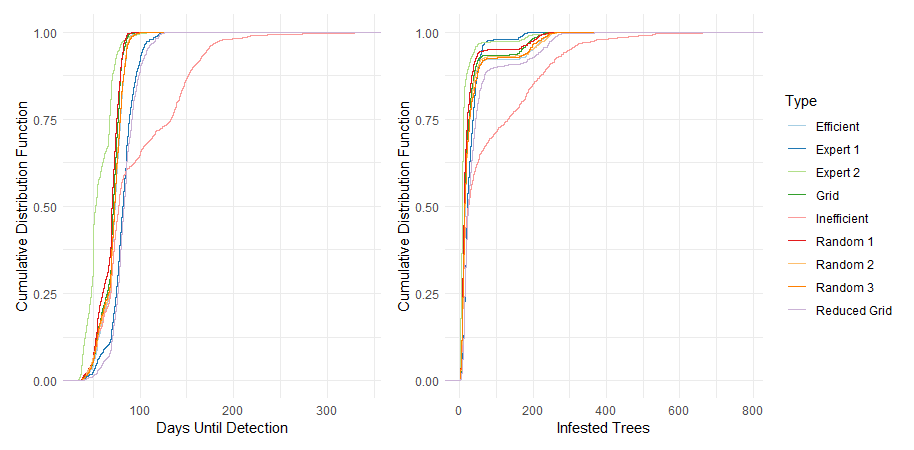 1.00
0.75
0.50
0.25
0.00
Cumulative Distribution Function
100
200
300
Days Until Detection
1.00
0.75
0.50
0.25
0.00
Cumulative Distribution Function
0
200
400
600
800
Infested Trees
Type
Efficient
Expert 1
Expert 2
Grid
Inefficient
Random 1
Random 2
Random 3
Reduced Grid